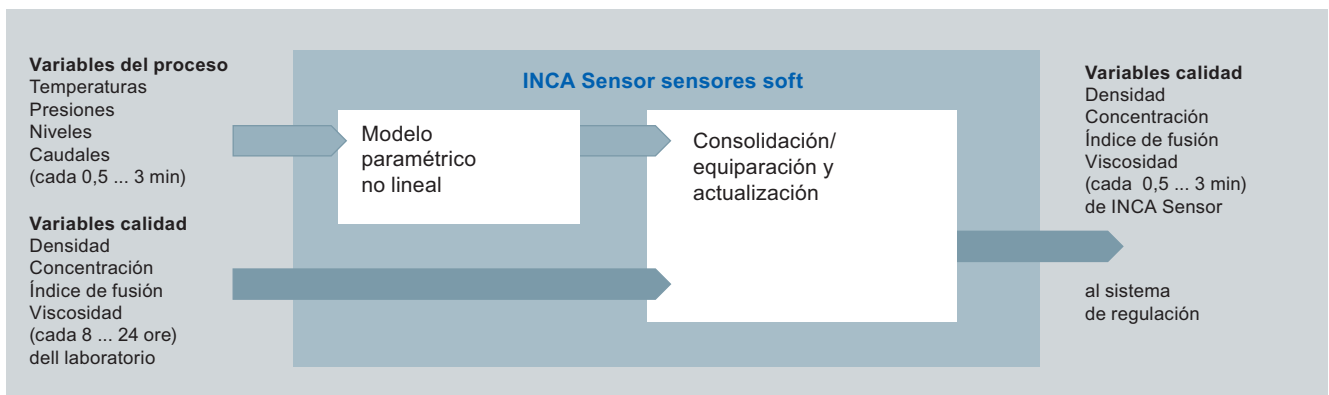 Variables del proceso
Temperaturas
Presiones
Niveles
Caudales
(cada 0,5 ... 3 min)
Variables calidad
Densidad
Concentración
Índice de fusión
Viscosidad
(cada 8 ... 24 ore)
dell laboratorio
INCA Sensor sensores soft
Modelo
paramétrico
no lineal
Consolidación/
equiparación y
actualización
Variables calidad
Densidad
Concentración
Índice de fusión
Viscosidad
(cada 0,5 ... 3 min)
de INCA Sensor
al sistema
de regulación